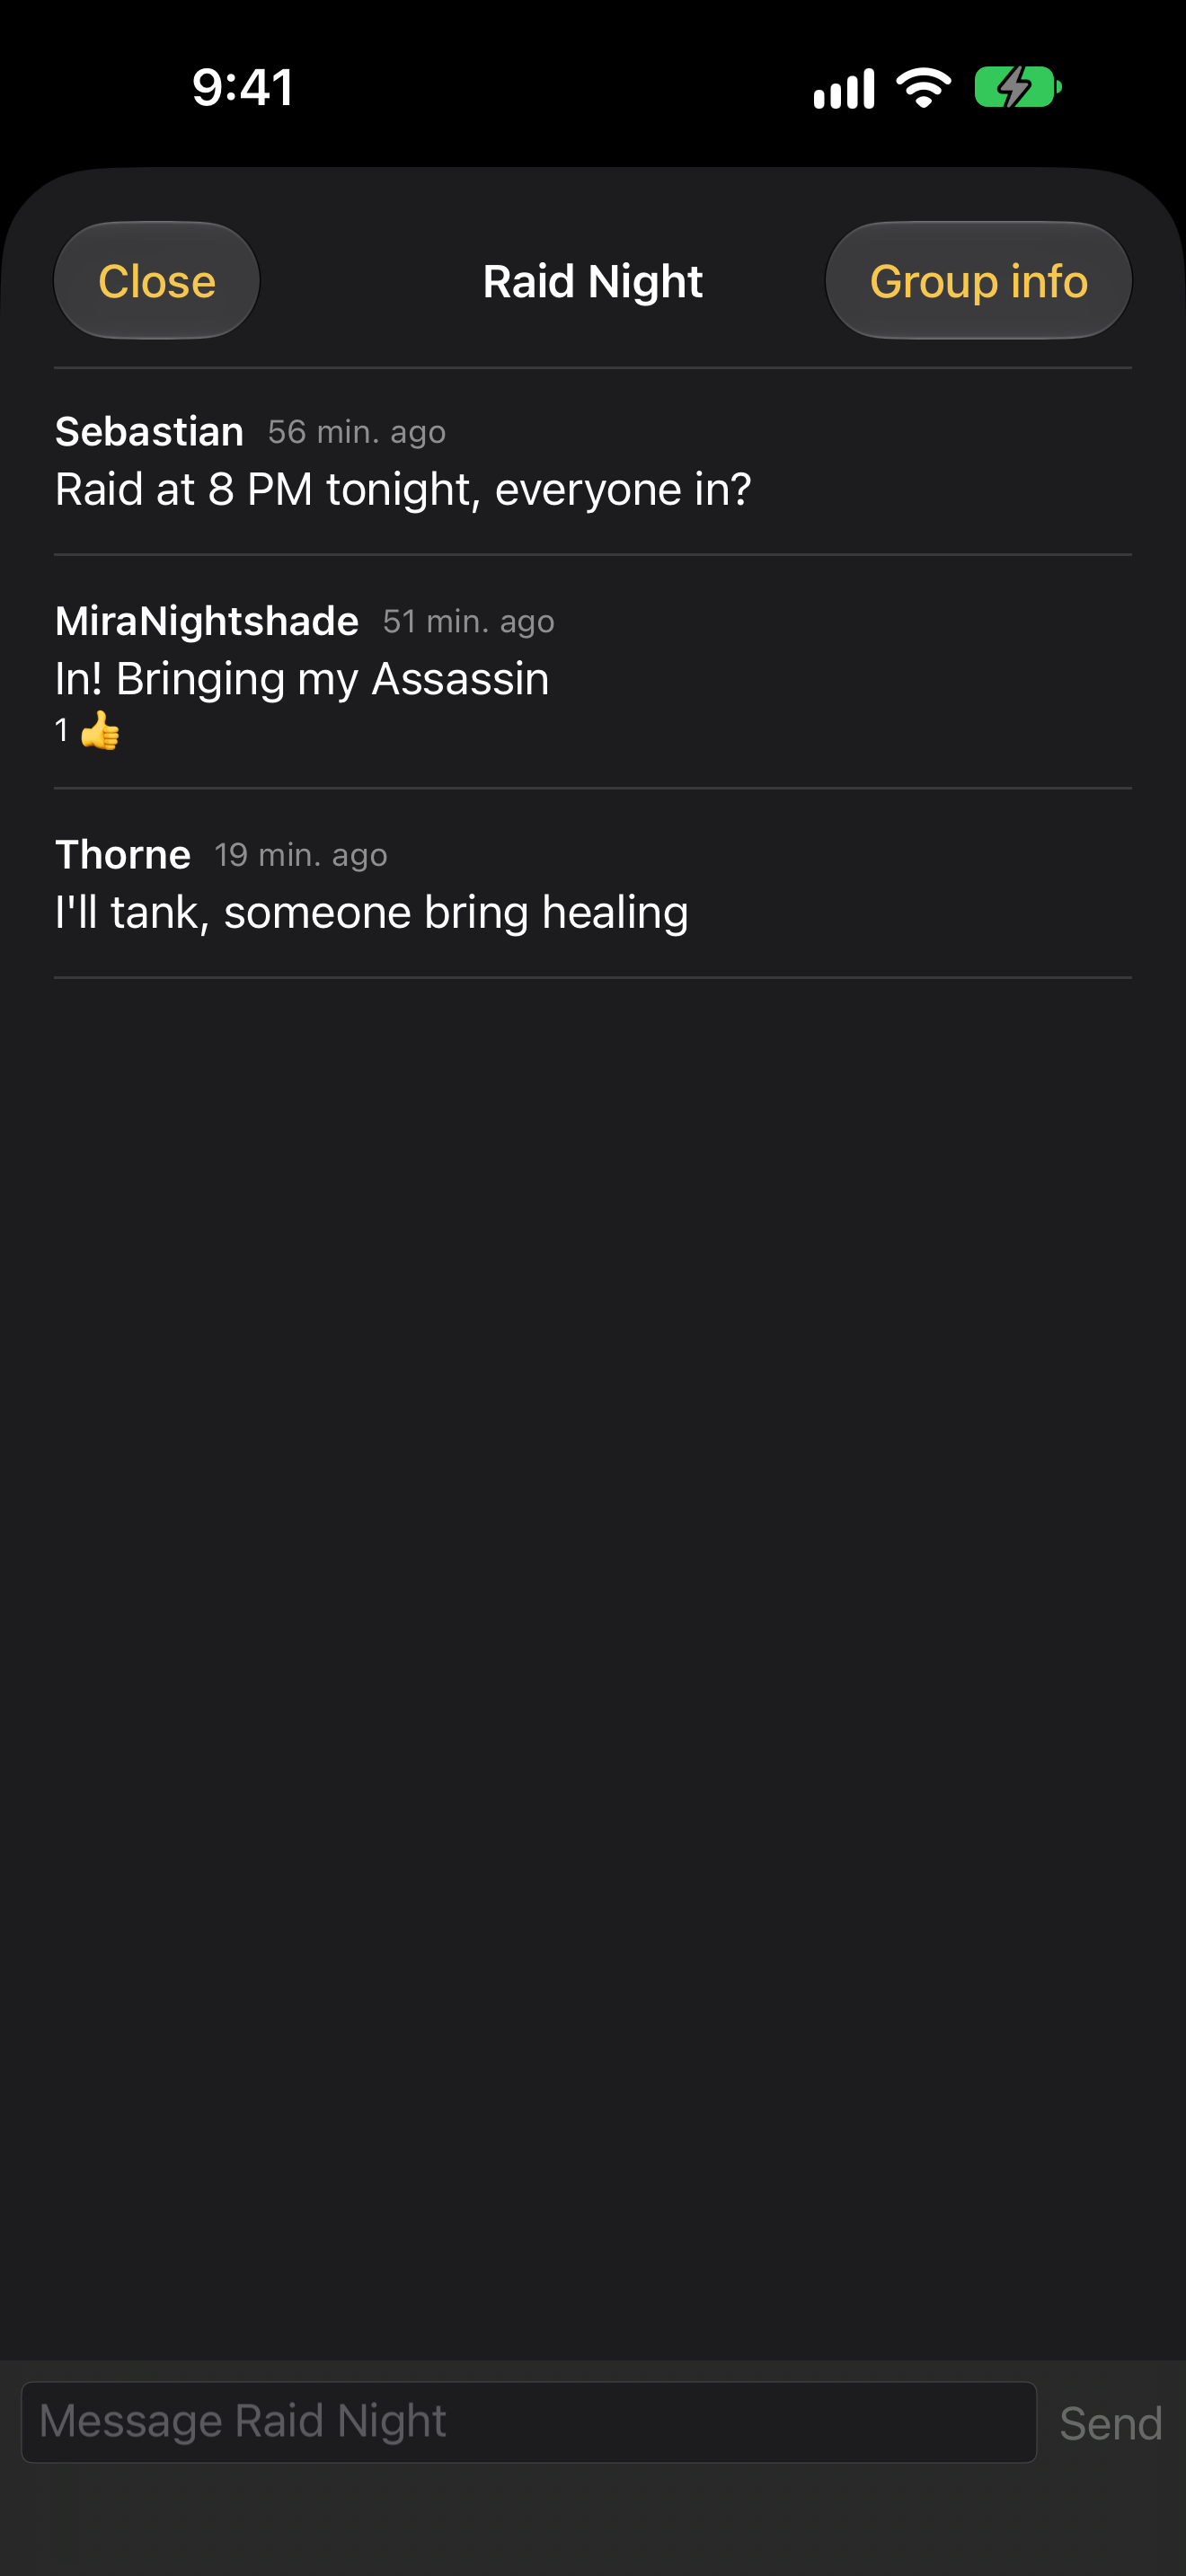 9:41
Close
Raid Night
Group info
Sebastian 56 min. ago
Raid at 8 PM tonight, everyone in?
MiraNightshade 51 min. ago
In! Bringing my Assassin
1 👍
Thorne 19 min. ago
I'll tank, someone bring healing
Message Raid Night
Send